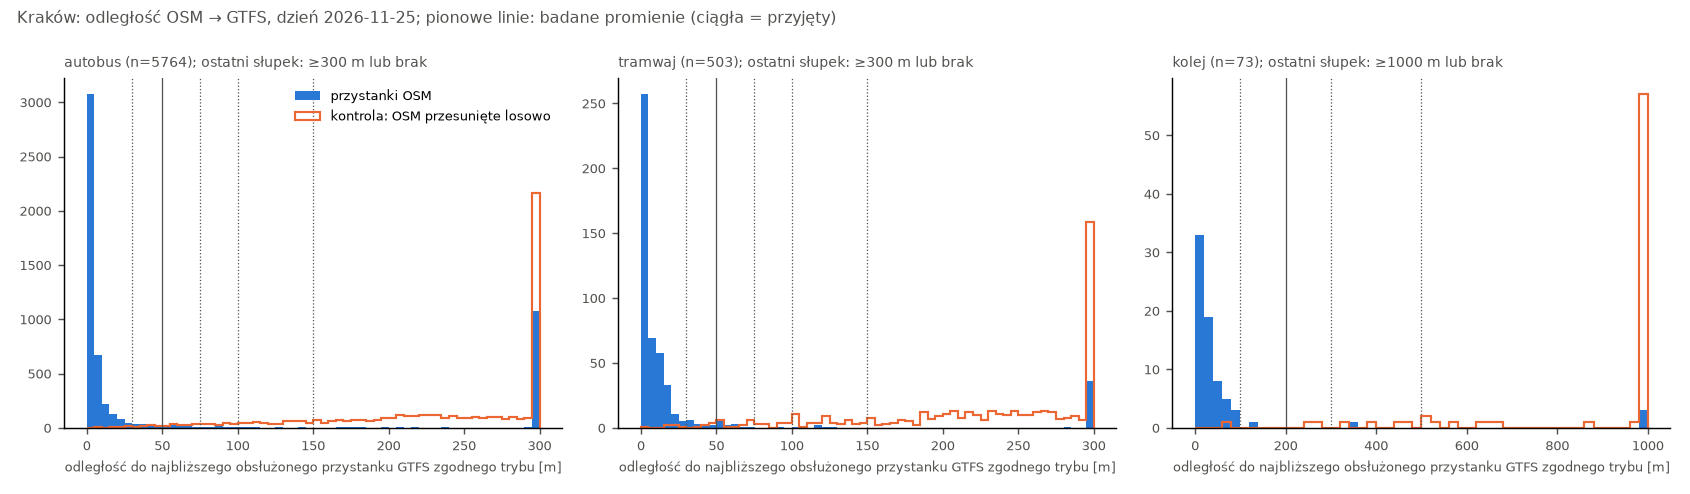 Kraków: odległość OSM → GTFS, dzień 2026-11-25; pionowe linie: badane promienie (ciągła = przyjęty)
autobus (n=5764); ostatni słupek: ≥300 m lub brak
przystanki OSM
kontrola: OSM przesunięte losowo
3000
2500
2000
1500
1000
500
0
0 50 100 150 200 250 300
odległość do najbliższego obsłużonego przystanku GTFS zgodnego trybu [m]
tramwaj (n=503); ostatni słupek: ≥300 m lub brak
250
200
150
100
50
0
0 50 100 150 200 250 300
odległość do najbliższego obsłużonego przystanku GTFS zgodnego trybu [m]
kolej (n=73); ostatni słupek: ≥1000 m lub brak
50
40
30
20
10
0
0 200 400 600 800 1000
odległość do najbliższego obsłużonego przystanku GTFS zgodnego trybu [m]